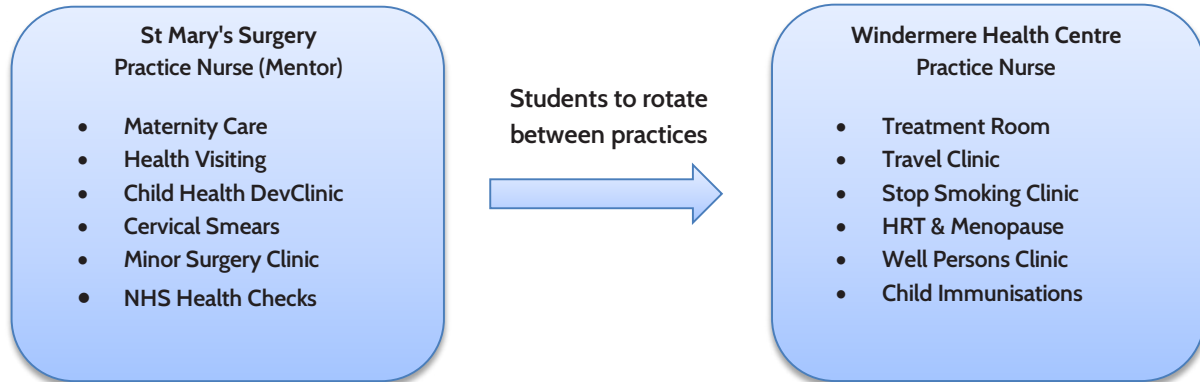 St Mary's Surgery
Practice Nurse (Mentor)
• Maternity Care
• Health Visiting
• Child Health DevClinic
• Cervical Smears
• Minor Surgery Clinic
• NHS Health Checks
Students to rotate
between practices
Windermere Health Centre
Practice Nurse
• Treatment Room
• Travel Clinic
• Stop Smoking Clinic
• HRT & Menopause
• Well Persons Clinic
• Child Immunisations